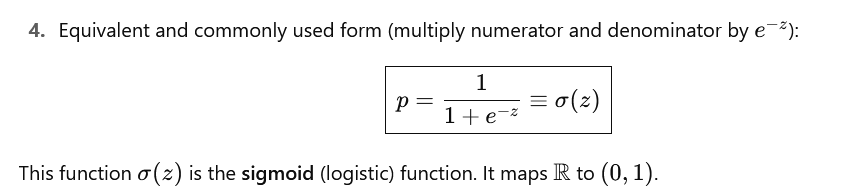 4. Equivalent and commonly used form (multiply numerator and denominator by $e^{-z}$):
$p = \frac{1}{1 + e^{-z}} \equiv \sigma(z)$
This function $\sigma(z)$ is the sigmoid (logistic) function. It maps $\mathbb{R}$ to $(0, 1)$.